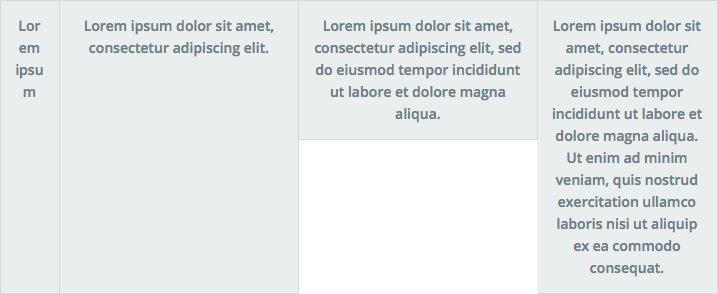 Lor
em
ipsu
m
Lorem ipsum dolor sit amet,
consectetur adipiscing elit.
Lorem ipsum dolor sit amet,
consectetur adipiscing elit, sed
do eiusmod tempor incididunt
ut labore et dolore magna
aliqua.
Lorem ipsum dolor sit
amet, consectetur
adipiscing elit, sed do
eiusmod tempor
incididunt ut labore et
dolore magna aliqua.
Ut enim ad minim
veniam, quis nostrud
exercitation ullamco
laboris nisi ut aliquip
ex ea commodo
consequat.